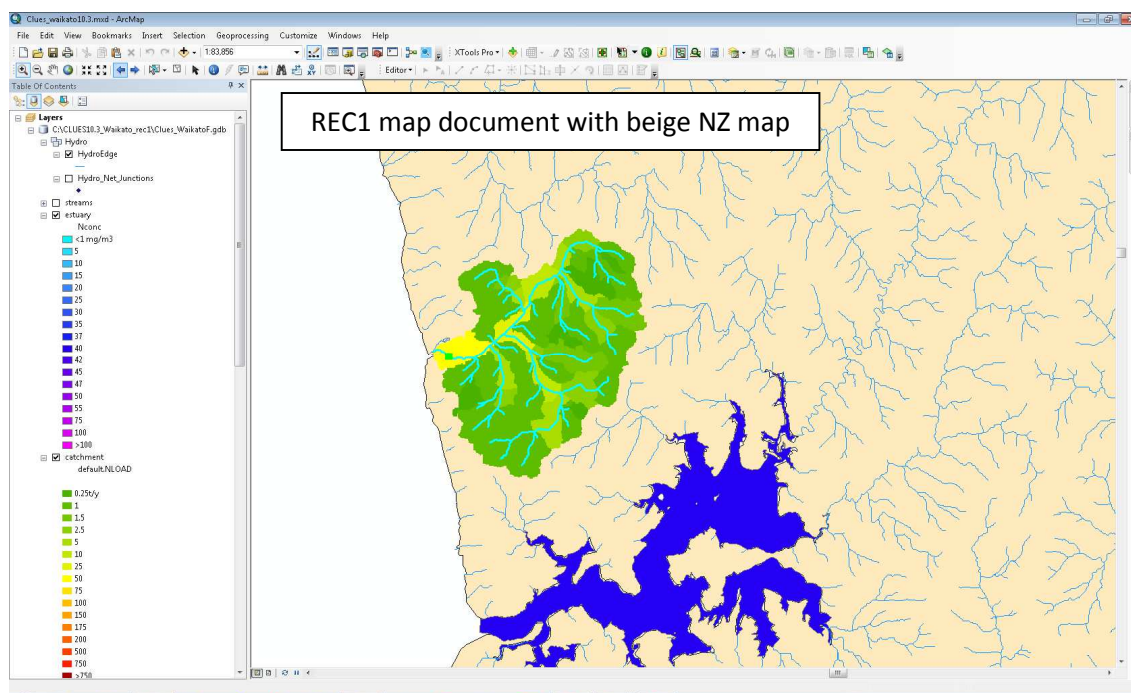 Clues_waikato10.3.mxd - ArcMap
File Edit View Bookmarks Insert Selection Geoprocessing Customize Windows Help
1:83,856
XTools Pro
Editor
Table Of Contents
Layers
C:\CLUES10.3_Waikato_rec1\Clues_WaikatoF.gdb
Hydro
HydroEdge
Hydro_Net_Junctions
streams
estuary
Nconc
<1 mg/m3
5
10
15
20
25
30
35
37
40
42
45
47
50
55
75
100
>100
catchment
default.NLOAD
0.25t/y
1
1.5
2.5
5
10
25
50
75
100
150
175
200
500
750
>750
REC1 map document with beige NZ map